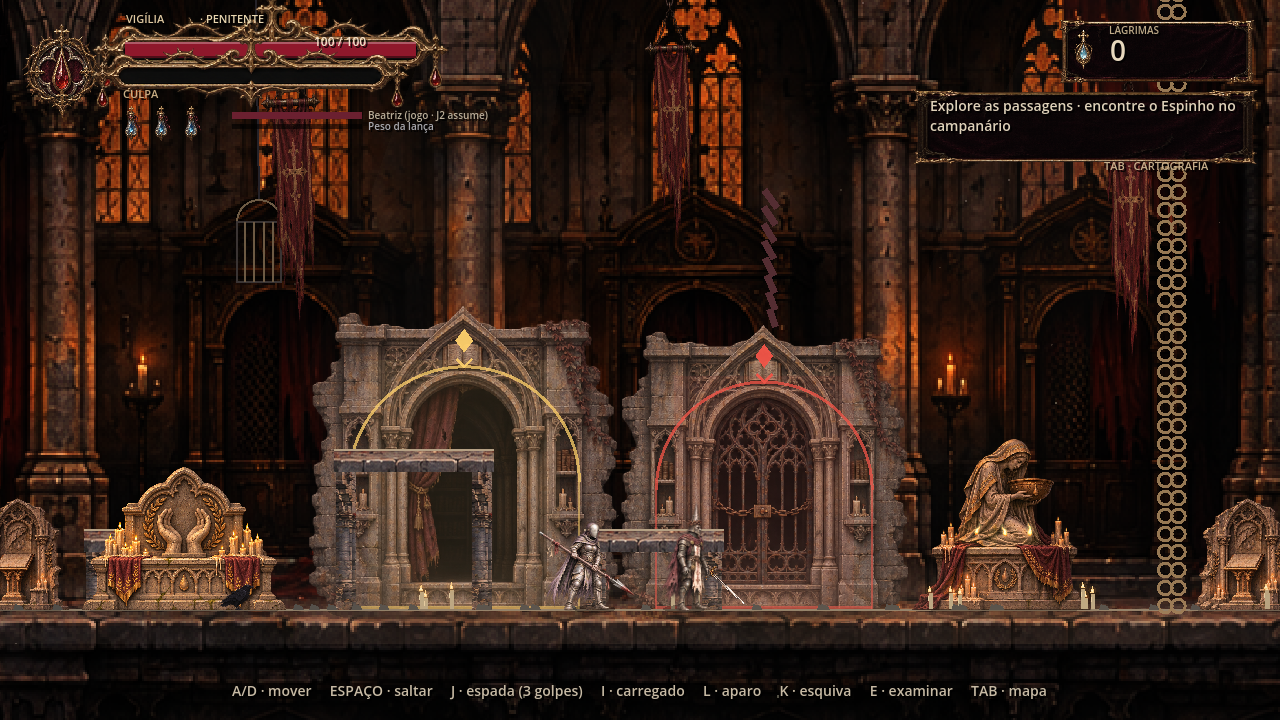 VIGÍLIA · PENITENTE
100 / 100
CULPA
Beatriz (jogo · J2 assume)
Peso da lança
LÁGRIMAS
0
Explore as passagens · encontre o Espinho no
campanário
TAB · CARTOGRAFIA
A/D · mover ESPAÇO · saltar J · espada (3 golpes) I · carregado L · aparo K · esquiva E · examinar TAB · mapa